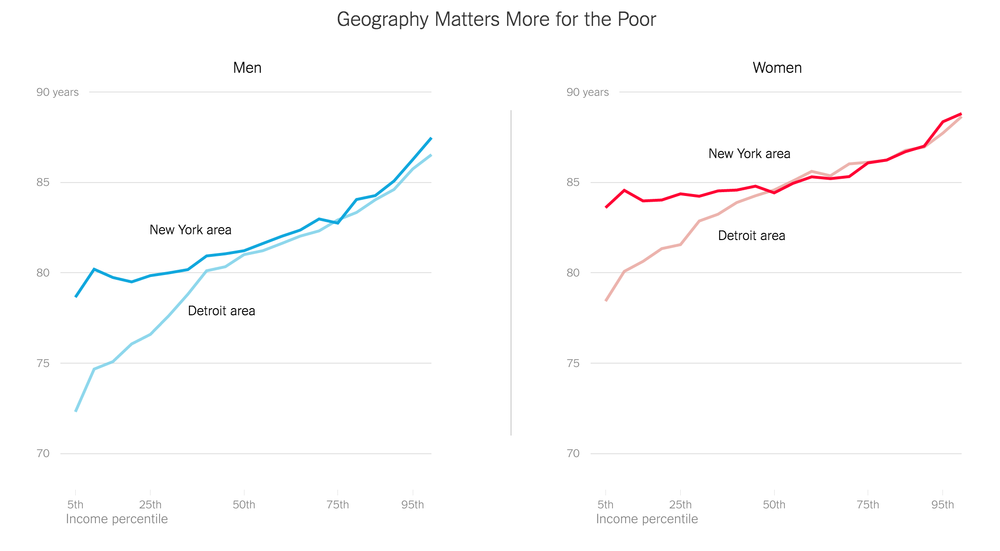 Geography Matters More for the Poor
Men
90 years
85
80
75
70
New York area
Detroit area
5th 25th 50th 75th 95th
Income percentile
Women
90 years
85
80
75
70
New York area
Detroit area
5th 25th 50th 75th 95th
Income percentile